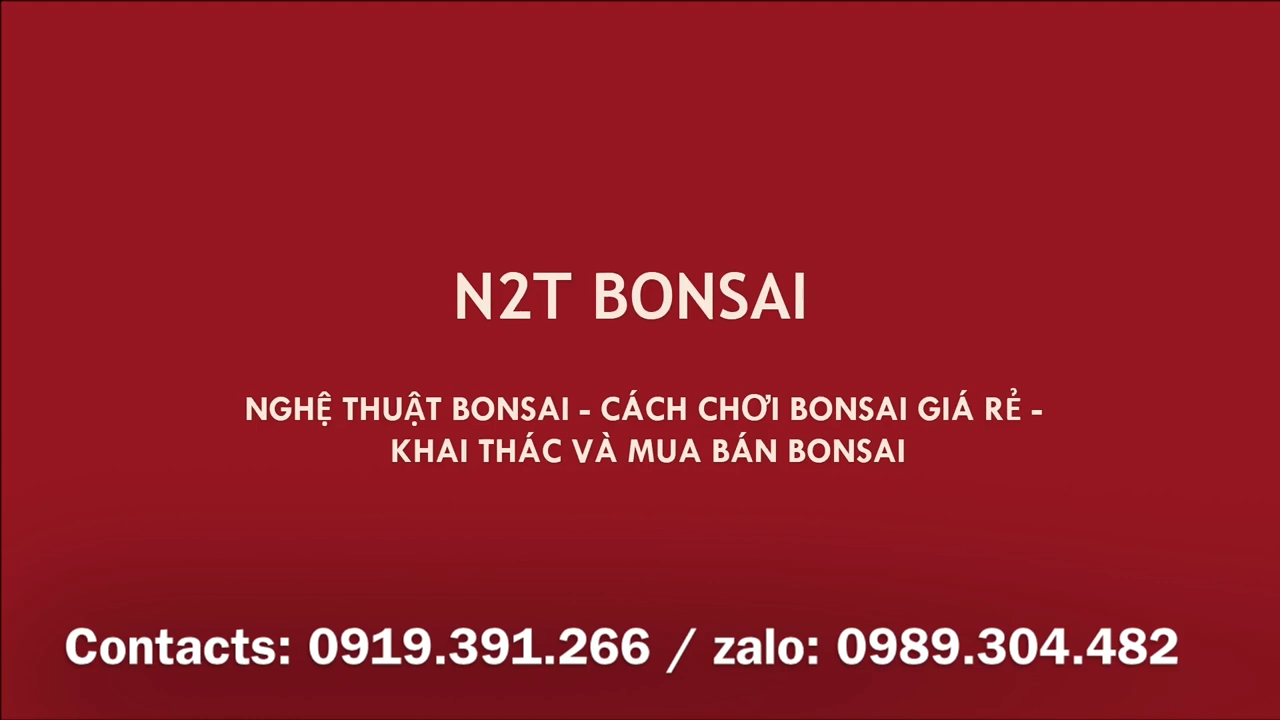 N2T BONSAI
NGHỆ THUẬT BONSAI - CÁCH CHƠI BONSAI GIÁ RẺ -
KHAI THÁC VÀ MUA BÁN BONSAI
Contacts: 0919.391.266 / zalo: 0989.304.482